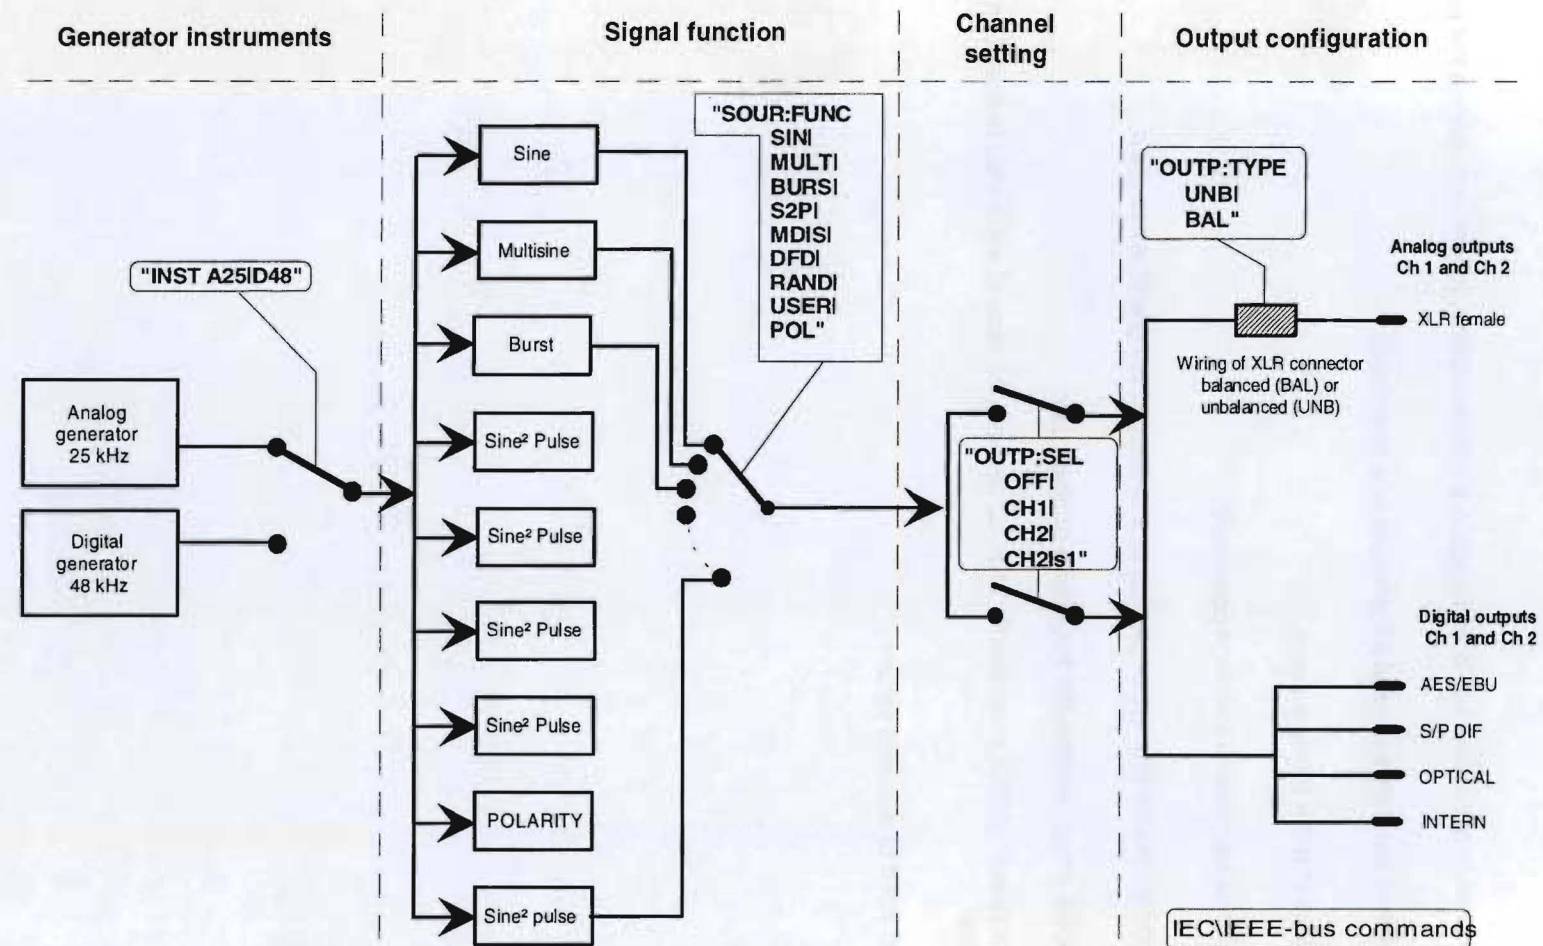 Generator instruments
Signal function
Channel
setting
Output configuration
"INST A25|D48"
Analog
generator
25 kHz
Digital
generator
48 kHz
Sine
Multisine
Burst
Sine² Pulse
Sine² Pulse
Sine² Pulse
Sine² Pulse
POLARITY
Sine² pulse
"SOUR:FUNC
SIN|
MULT|
BURS|
S2P|
MDIS|
DFD|
RAND|
USER|
POL"
"OUTP:SEL
OFF|
CH1|
CH2|
CH2Is1"
"OUTP:TYPE
UNB|
BAL"
Analog outputs
Ch 1 and Ch 2
XLR female
Wiring of XLR connector
balanced (BAL) or
unbalanced (UNB)
Digital outputs
Ch 1 and Ch 2
AES/EBU
S/P DIF
OPTICAL
INTERN
IEC\IEEE-bus commands